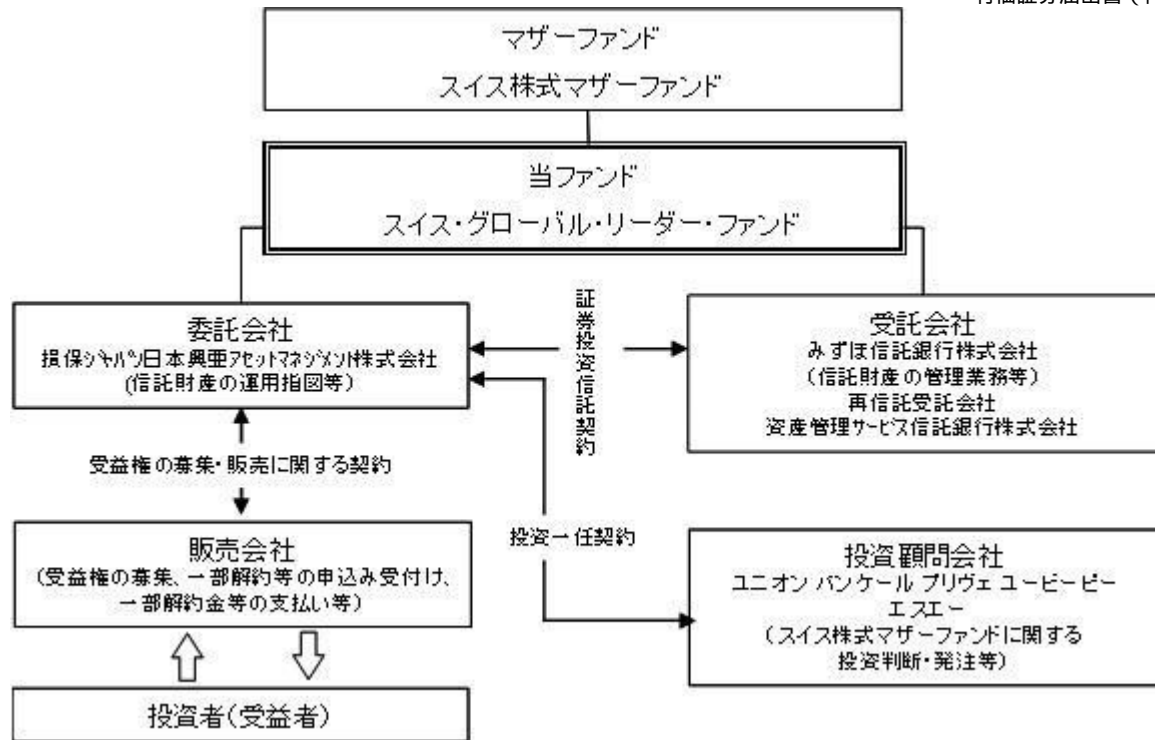 有価証券届出書
マザーファンド
スイス株式マザーファンド
当ファンド
スイス・グローバル・リーダー・ファンド
委託会社
損保ジャパン日本興亜アセットマネジメント株式会社
(信託財産の運用指図等)
証券投資信託契約
受託会社
みずほ信託銀行株式会社
(信託財産の管理業務等)
再信託受託会社
資産管理サービス信託銀行株式会社
受益権の募集・販売に関する契約
投資一任契約
販売会社
(受益権の募集、一部解約等の申込み受付け、
一部解約金等の支払い等)
投資顧問会社
ユニオン バンケール プリヴェ ユービーピー
エスエー
(スイス株式マザーファンドに関する
投資判断・発注等)
投資者(受益者)